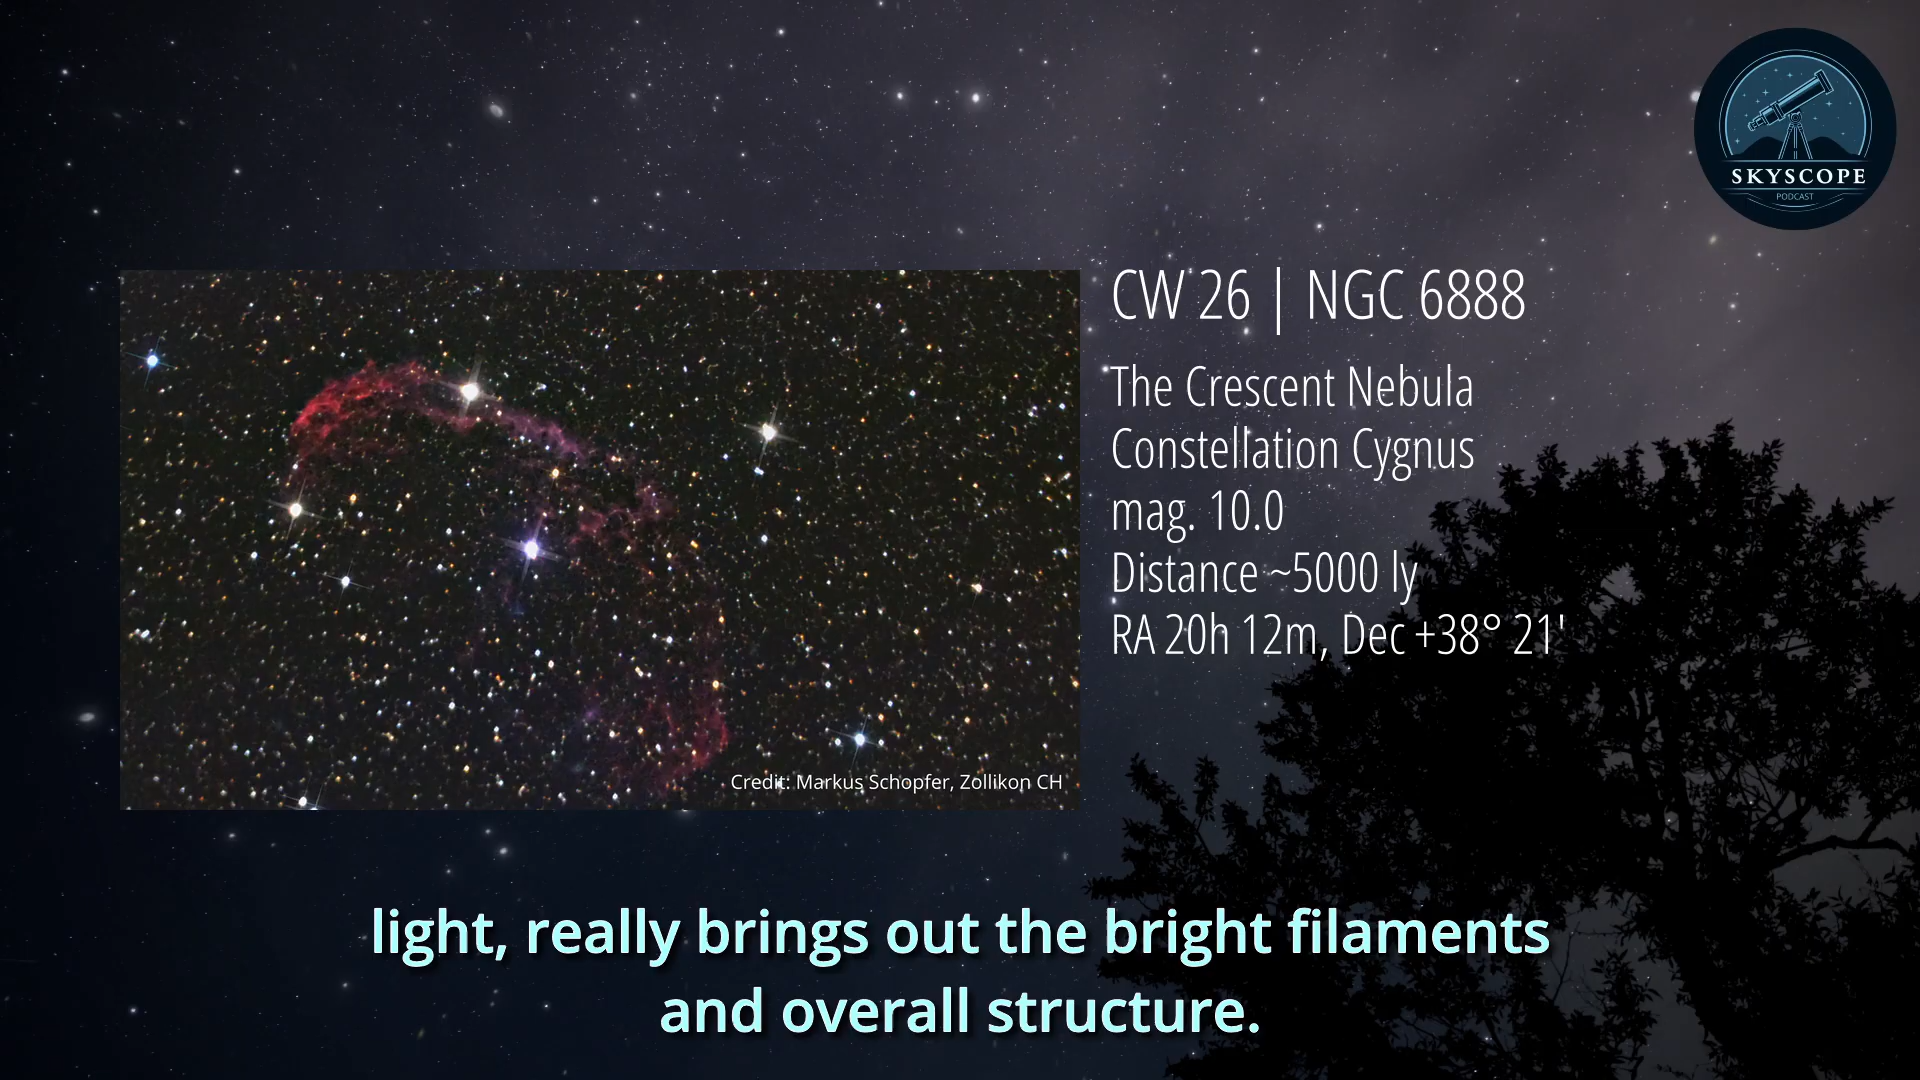 SKYSCOPE
PODCAST
CW 26 | NGC 6888
The Crescent Nebula
Constellation Cygnus
mag. 10.0
Distance ~5000 ly
RA 20h 12m, Dec +38° 21'
Credit: Markus Schopfer, Zollikon CH
light, really brings out the bright filaments
and overall structure.